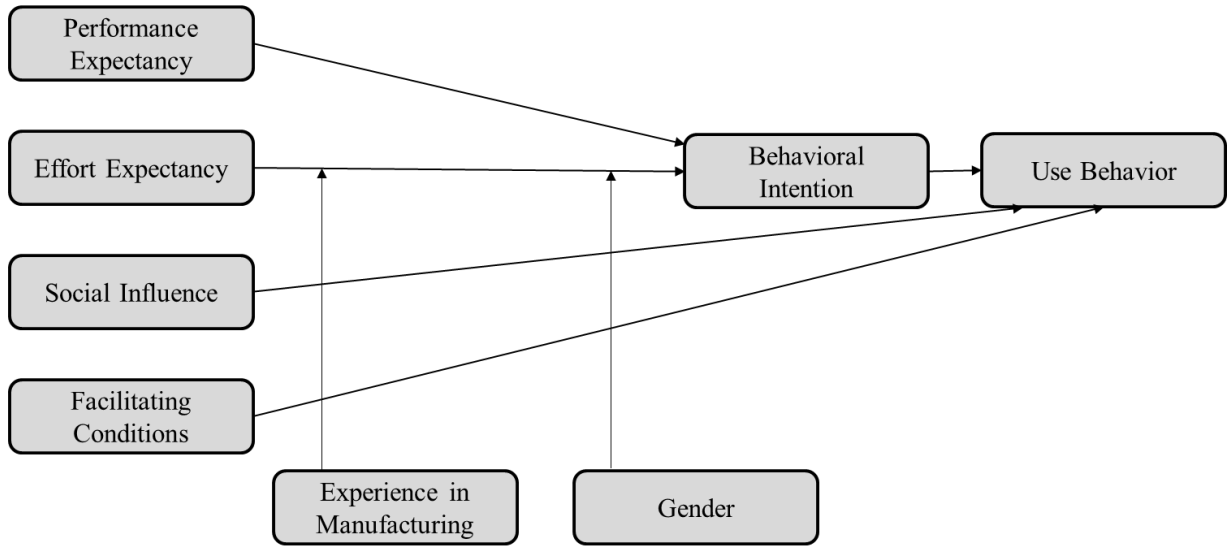 Performance
Expectancy
Effort Expectancy
Behavioral
Intention
Use Behavior
Social Influence
Facilitating
Conditions
Experience in
Manufacturing
Gender